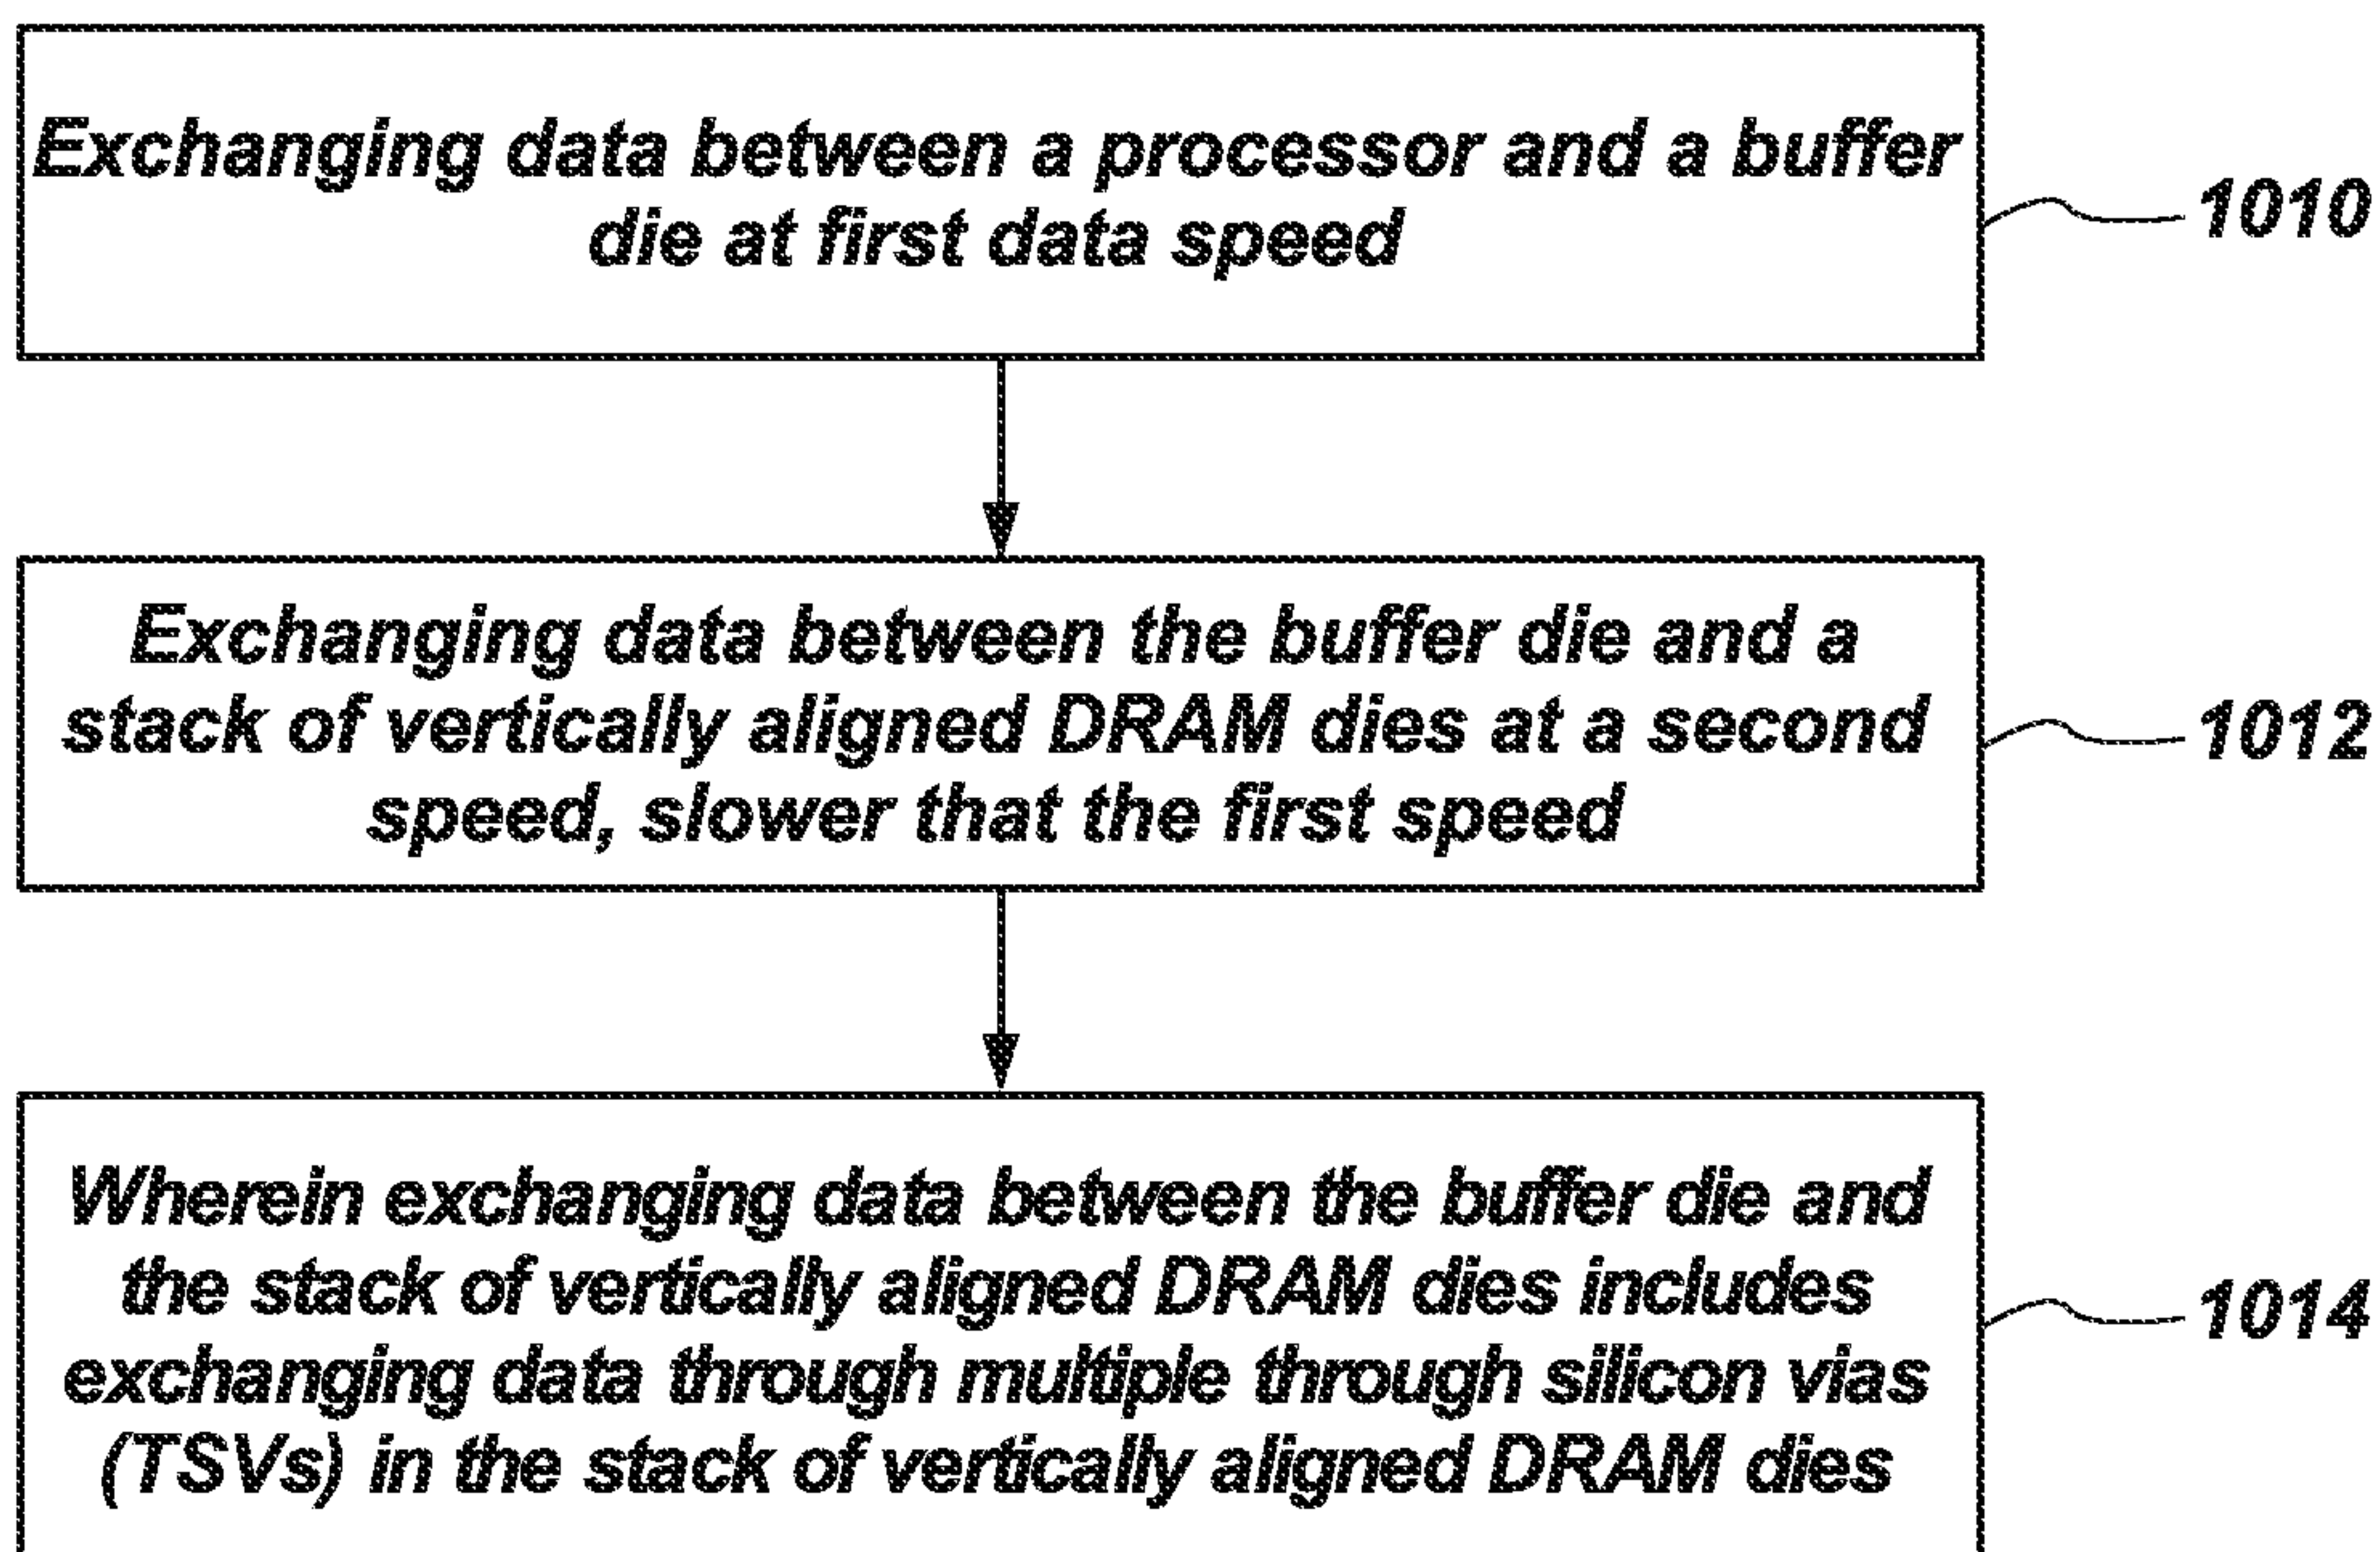 Exchanging data between a processor and a buffer
die at first data speed
1010
Exchanging data between the buffer die and a
stack of vertically aligned DRAM dies at a second
speed, slower that the first speed
1012
Wherein exchanging data between the buffer die and
the stack of vertically aligned DRAM dies includes
exchanging data through multiple through silicon vias
(TSVs) in the stack of vertically aligned DRAM dies
1014